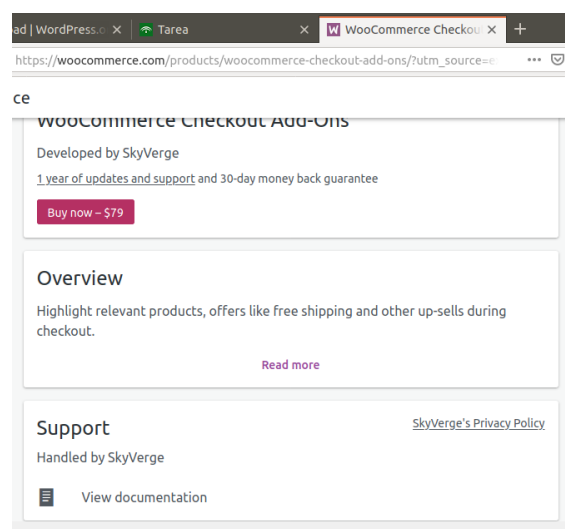 ad | WordPress.o
Tarea
WooCommerce Checkou
https://woocommerce.com/products/woocommerce-checkout-add-ons/?utm_source=e
ce
WooCommerce Checkout Add-Ons
Developed by SkyVerge
1 year of updates and support and 30-day money back guarantee
Buy now – $79
Overview
Highlight relevant products, offers like free shipping and other up-sells during
checkout.
Read more
Support
SkyVerge's Privacy Policy
Handled by SkyVerge
View documentation